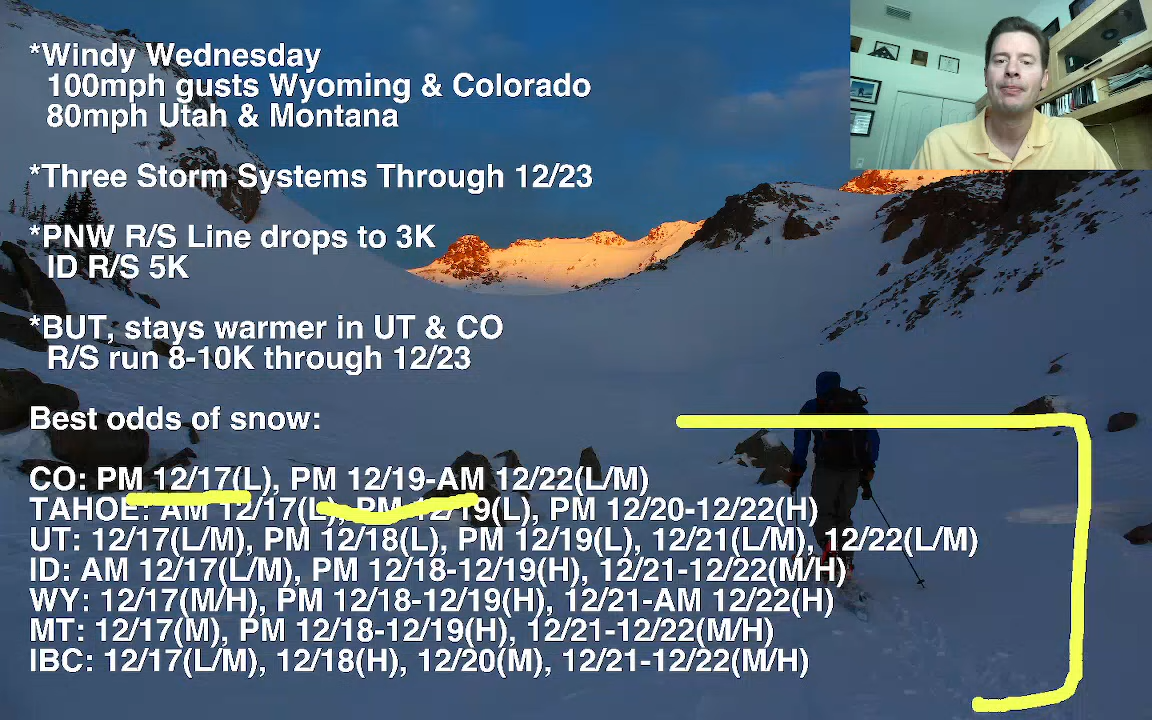 *Windy Wednesday
100mph gusts Wyoming & Colorado
80mph Utah & Montana
*Three Storm Systems Through 12/23
*PNW R/S Line drops to 3K
ID R/S 5K
*BUT, stays warmer in UT & CO
R/S run 8-10K through 12/23
Best odds of snow:
CO: PM 12/17(L), PM 12/19-AM 12/22(L/M)
TAHOE: AM 12/17(L), PM 12/19(L), PM 12/20-12/22(H)
UT: 12/17(L/M), PM 12/18(L), PM 12/19(L), 12/21(L/M), 12/22(L/M)
ID: AM 12/17(L/M), PM 12/18-12/19(H), 12/21-12/22(M/H)
WY: 12/17(M/H), PM 12/18-12/19(H), 12/21-AM 12/22(H)
MT: 12/17(M), PM 12/18-12/19(H), 12/21-12/22(M/H)
IBC: 12/17(L/M), 12/18(H), 12/20(M), 12/21-12/22(M/H)